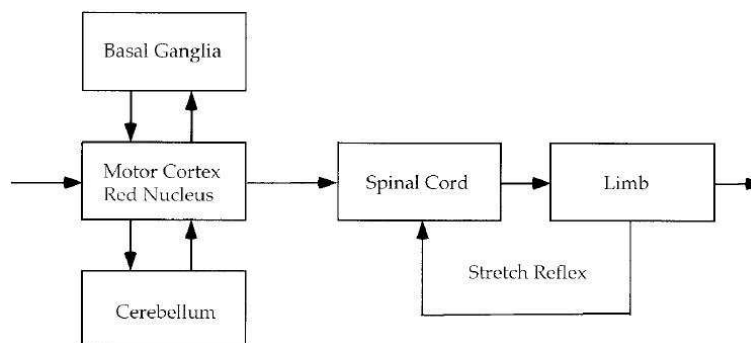 Basal Ganglia
Motor Cortex
Red Nucleus
Spinal Cord
Limb
Stretch Reflex
Cerebellum